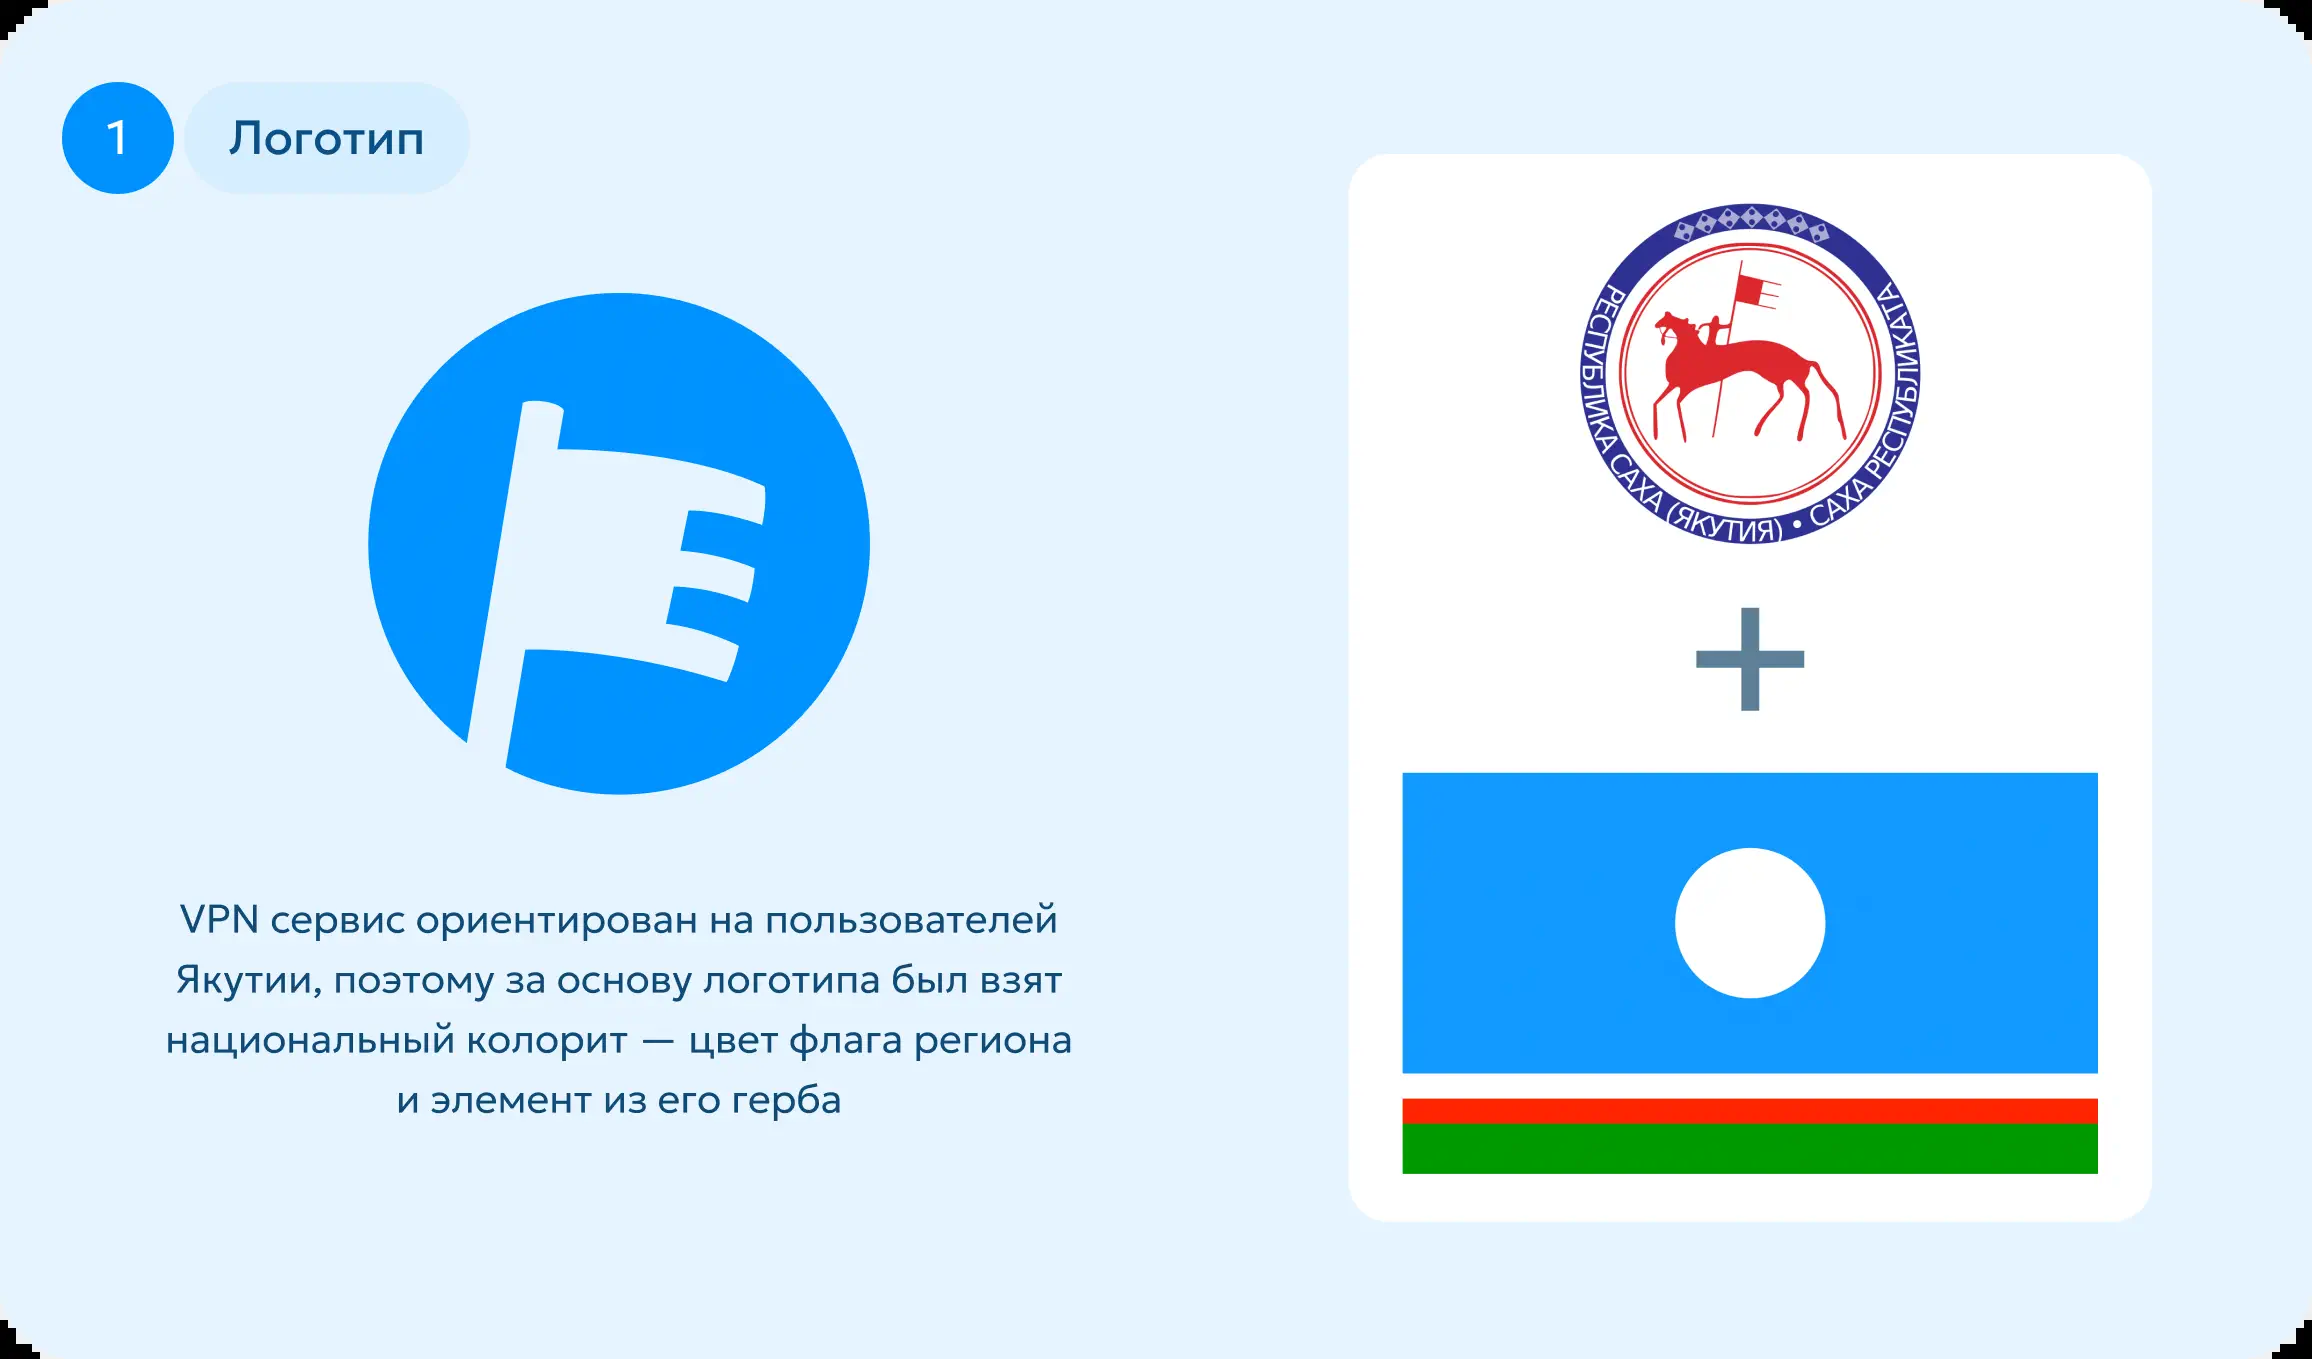 1
Логотип
РЕСПУБЛИКА САХА (ЯКУТИЯ) • САХА РЕСПУБЛИКАТА
VPN сервис ориентирован на пользователей
Якутии, поэтому за основу логотипа был взят
национальный колорит — цвет флага региона
и элемент из его герба